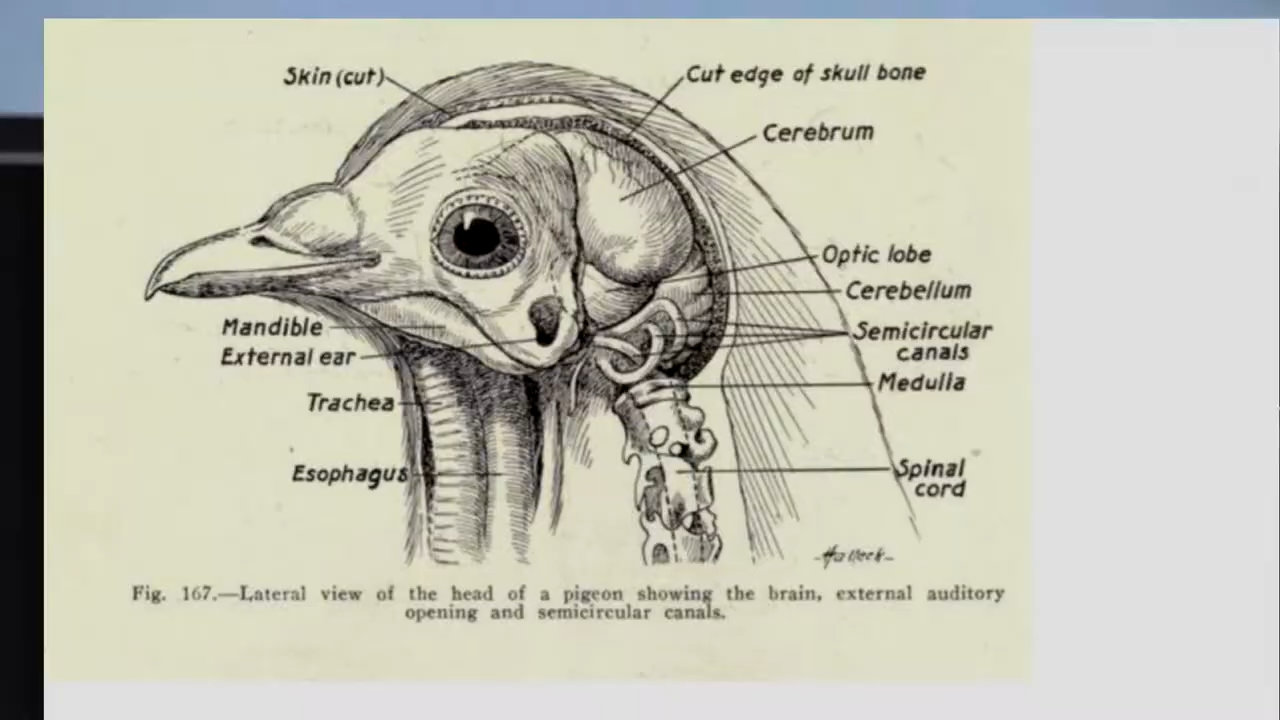 Skin (cut)
Cut edge of skull bone
Cerebrum
Optic lobe
Cerebellum
Mandible
Semicircular
canals
External ear
Medulla
Trachea
Esophagus
Spinal
cord
Fig. 167.—Lateral view of the head of a pigeon showing the brain, external auditory
opening and semicircular canals.